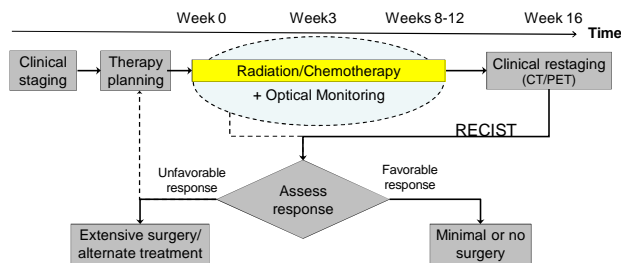 Week 0 Week3 Weeks 8-12 Week 16
Time
Clinical
staging
Therapy
planning
Radiation/Chemotherapy
+ Optical Monitoring
Clinical restaging
(CT/PET)
RECIST
Unfavorable
response
Favorable
response
Assess
response
Extensive surgery/
alternate treatment
Minimal or no
surgery